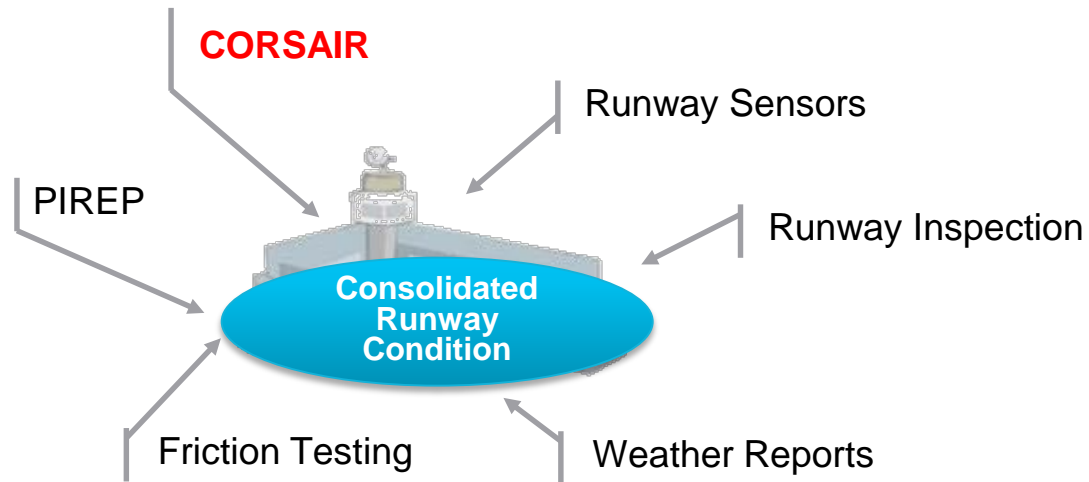 CORSAIR
Runway Sensors
PIREP
Runway Inspection
Consolidated
Runway
Condition
Friction Testing
Weather Reports